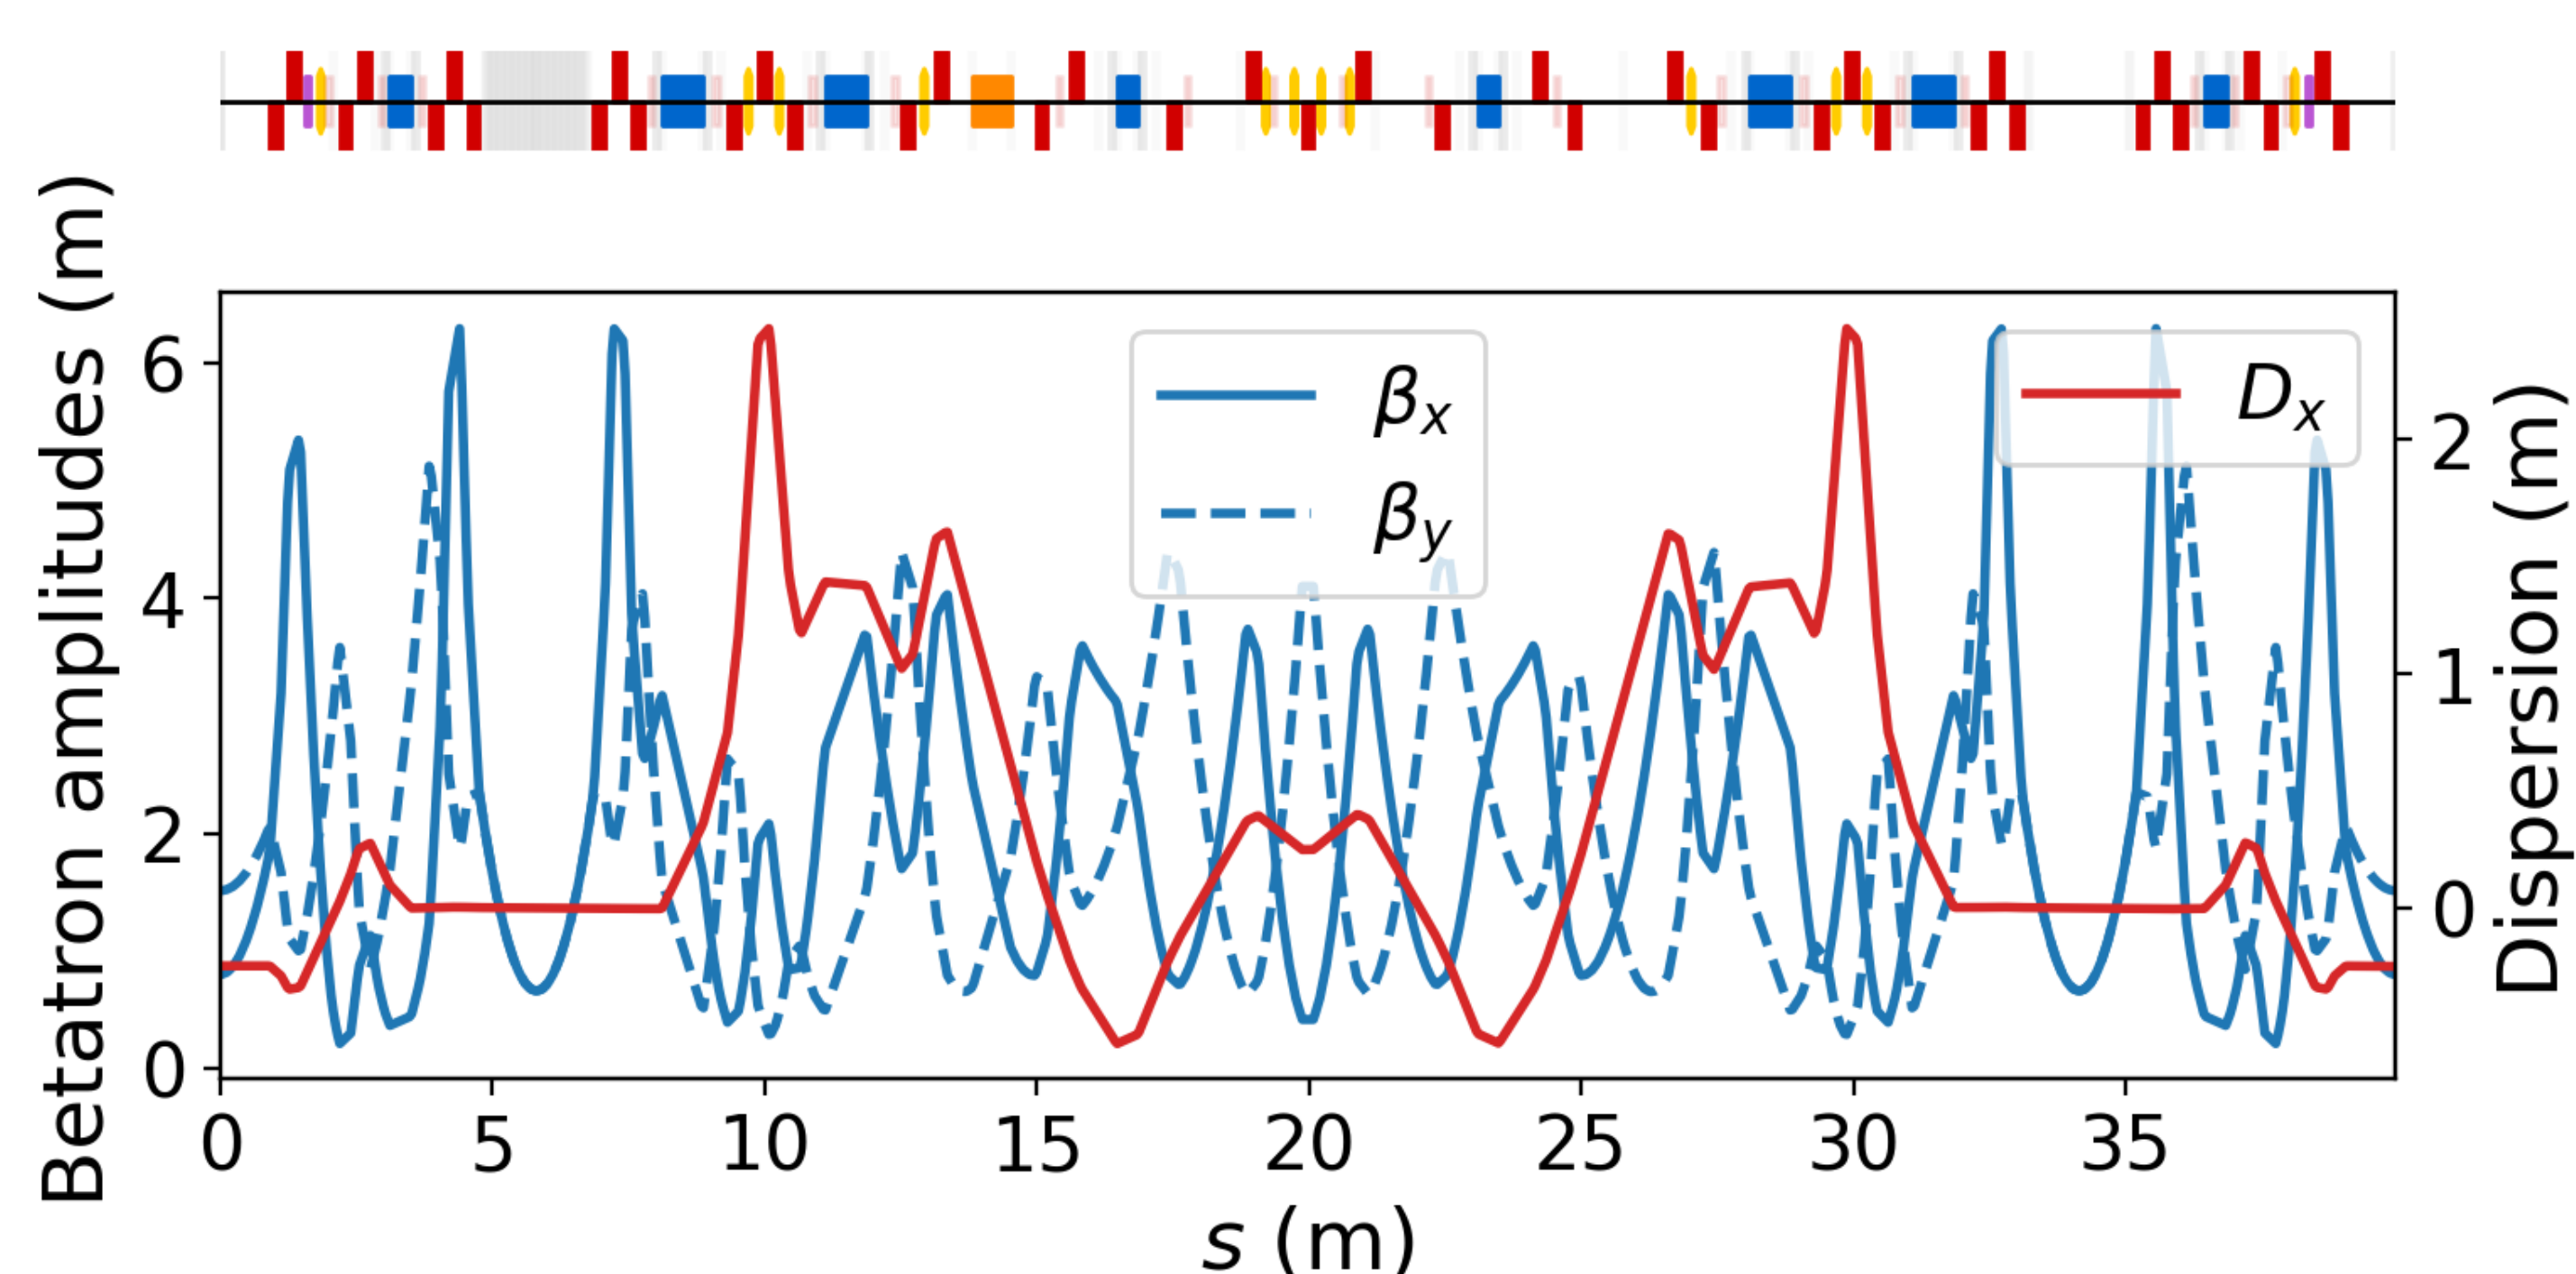 Betatron amplitudes (m)
6
4
2
0
βx
βy
Dx
2
1
0
Dispersion (m)
0 5 10 15 20 25 30 35
s (m)